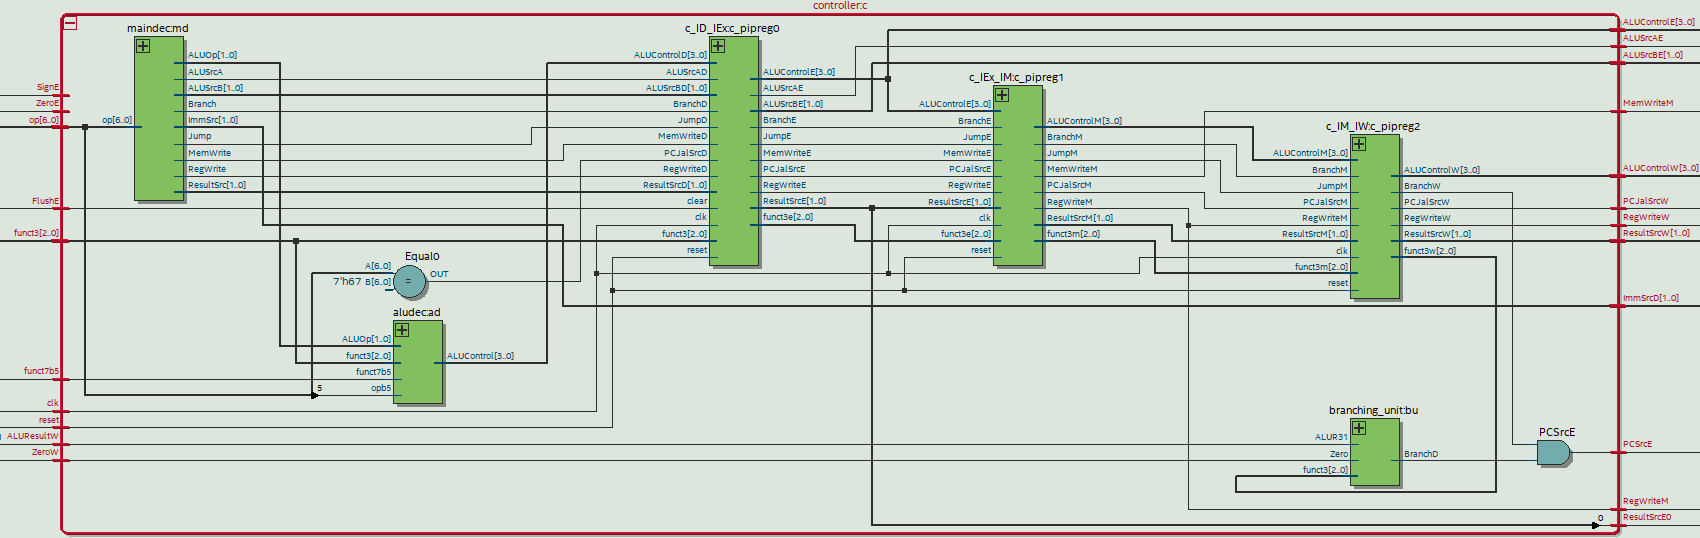 controller:c
SignE
ZeroE
op[6..0]
FlushE
funct3[2..0]
funct7b5
clk
reset
ALUResultW
ZeroW
maindec:md
op[6..0]
ALUOp[1..0]
ALUSrcA
ALUSrcB[1..0]
Branch
ImmSrc[1..0]
Jump
MemWrite
RegWrite
ResultSrc[1..0]
Equal0
A[6..0]
7'h67 B[6..0]
=
OUT
aludec:ad
ALUOp[1..0]
funct3[2..0]
funct7b5
5
opb5
ALUControl[3..0]
c_ID_IEx:c_pipreg0
ALUControlD[3..0]
ALUSrcAD
ALUSrcBD[1..0]
BranchD
JumpD
MemWriteD
PCJalSrcD
RegWriteD
ResultSrcD[1..0]
clear
clk
funct3[2..0]
reset
ALUControlE[3..0]
ALUSrcAE
ALUSrcBE[1..0]
BranchE
JumpE
MemWriteE
PCJalSrcE
RegWriteE
ResultSrcE[1..0]
funct3e[2..0]
c_IEx_IM:c_pipreg1
ALUControlE[3..0]
BranchE
JumpE
MemWriteE
PCJalSrcE
RegWriteE
ResultSrcE[1..0]
clk
funct3e[2..0]
reset
ALUControlM[3..0]
BranchM
JumpM
MemWriteM
PCJalSrcM
RegWriteM
ResultSrcM[1..0]
funct3m[2..0]
c_IM_IW:c_pipreg2
ALUControlM[3..0]
BranchM
JumpM
PCJalSrcM
RegWriteM
ResultSrcM[1..0]
clk
funct3m[2..0]
reset
ALUControlW[3..0]
BranchW
PCJalSrcW
RegWriteW
ResultSrcW[1..0]
funct3w[2..0]
branching_unit:bu
ALUR31
Zero
funct3[2..0]
BranchD
PCSrcE
0
ALUControlE[3..0]
ALUSrcAE
ALUSrcBE[1..0]
MemWriteM
ALUControlW[3..0]
PCJalSrcW
RegWriteW
ResultSrcW[1..0]
ImmSrcD[1..0]
PCSrcE
RegWriteM
ResultSrcE0